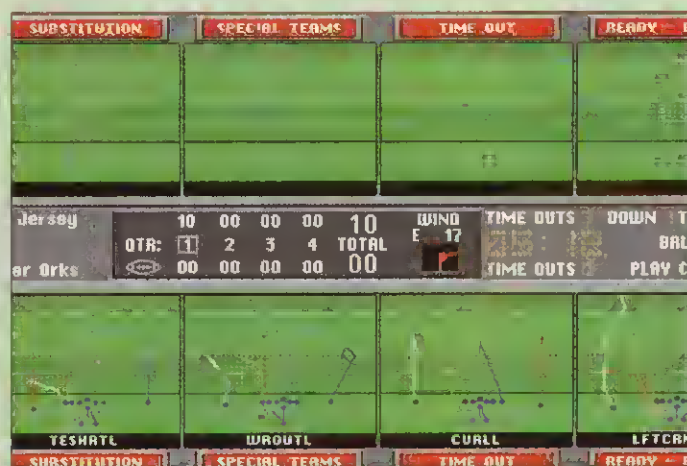 SUBSTITUTION SPECIAL TEAMS TIME OUT READY
Jersey 10 00 00 00 10 WIND TIME OUTS DOWN T
QTR: 1 2 3 4 TOTAL E 17 BAL
ar Orks 00 00 00 00 00 TIME OUTS PLAY C
TESHRTL WROUTL CURLL LFTCR
SUBSTITUTION SPECIAL TEAMS TIME OUT READY